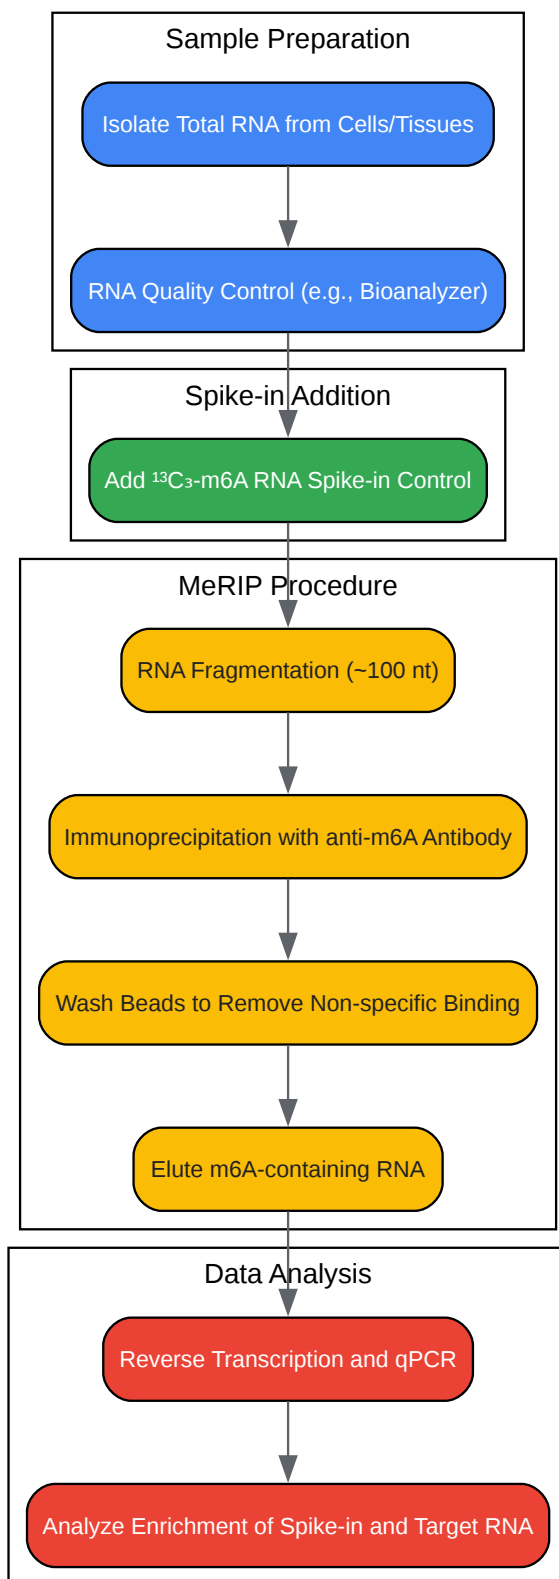 Sample Preparation
Isolate Total RNA from Cells/Tissues
RNA Quality Control (e.g., Bioanalyzer)
Spike-in Addition
Add ¹³C₃-m6A RNA Spike-in Control
MeRIP Procedure
RNA Fragmentation (~100 nt)
Immunoprecipitation with anti-m6A Antibody
Wash Beads to Remove Non-specific Binding
Elute m6A-containing RNA
Data Analysis
Reverse Transcription and qPCR
Analyze Enrichment of Spike-in and Target RNA